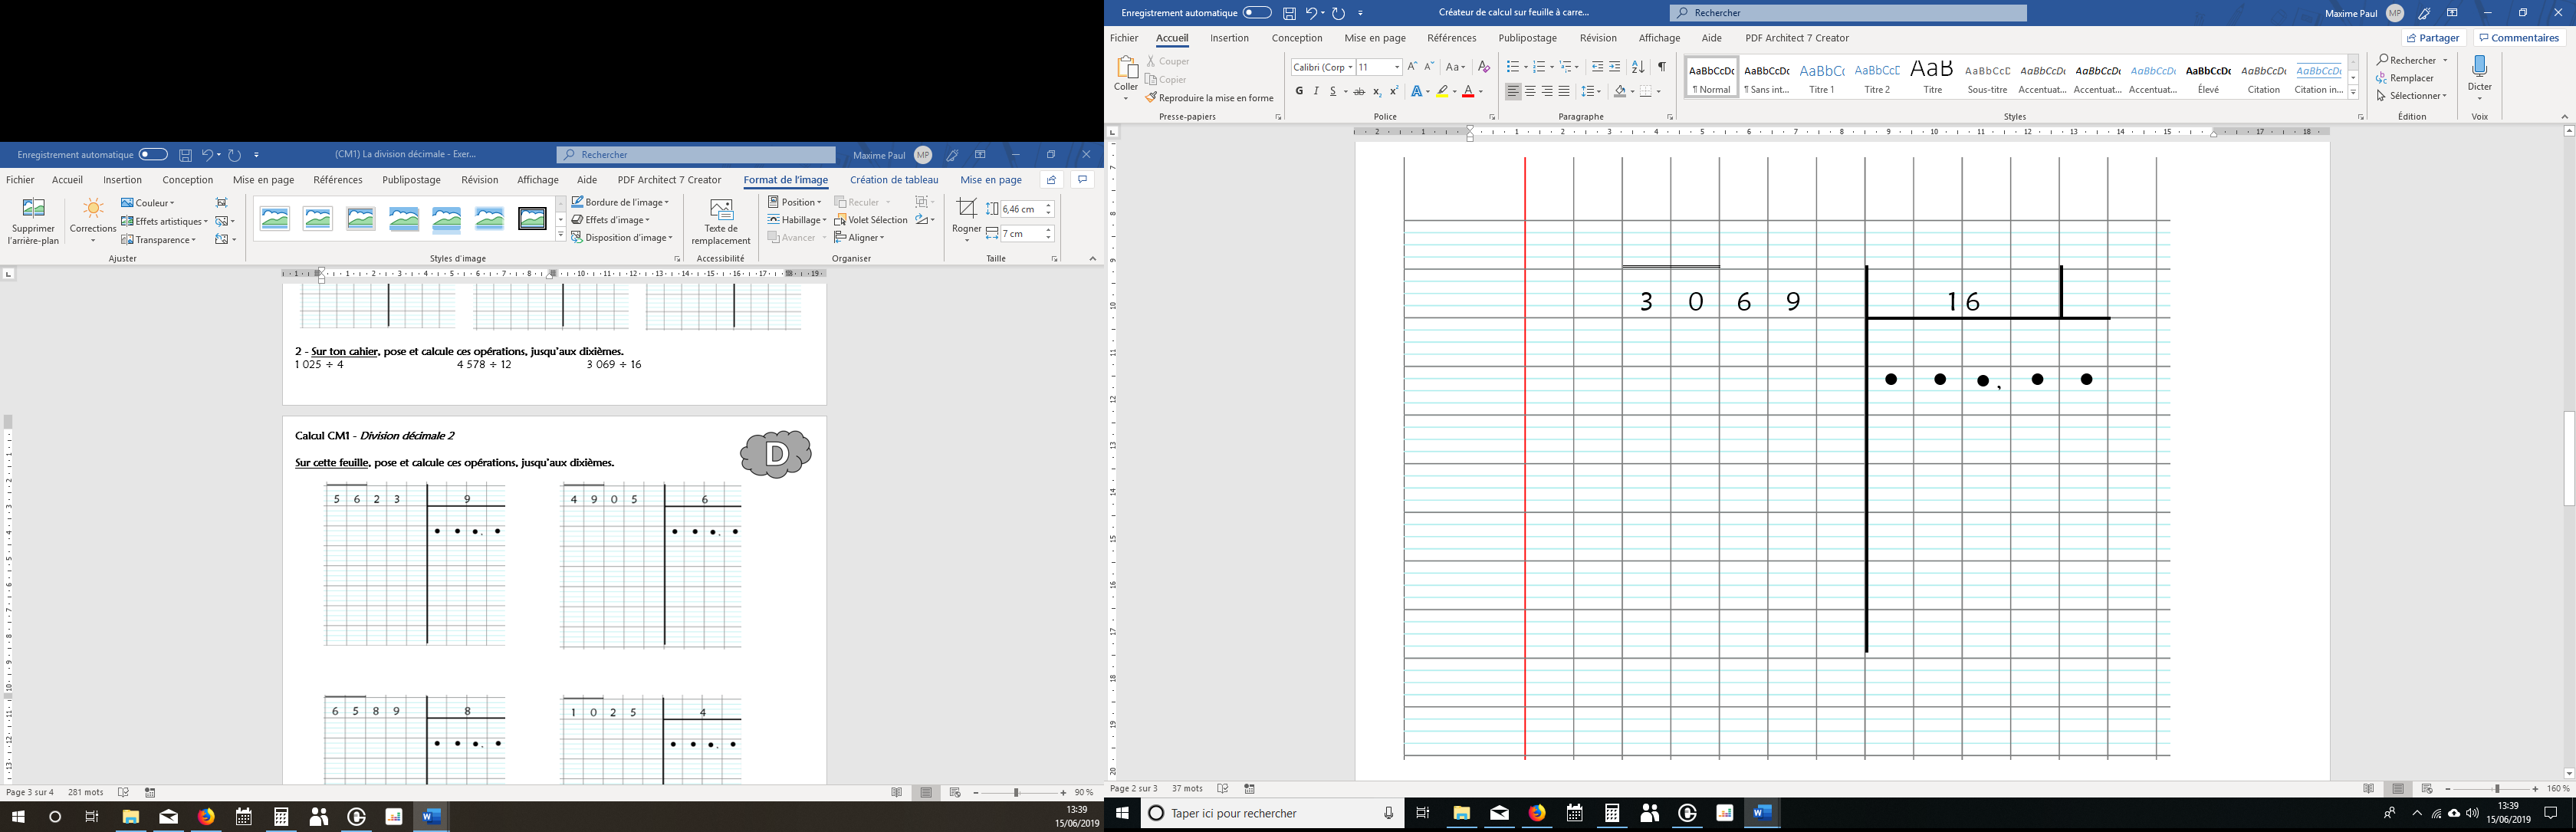 Enregistrement automatique
(CM1) La division décimale - Exer...
Rechercher
Maxime Paul
MP
Fichier Accueil Insertion Conception Mise en page Références Publipostage Révision Affichage Aide PDF Architect 7 Creator Format de l'image Création de tableau Mise en page
Supprimer l'arrière-plan
Corrections
Couleur
Effets artistiques
Transparence
Ajuster
Styles d'image
Bordure de l'image
Effets d'image
Disposition d'image
Texte de remplacement
Accessibilité
Position
Habillage
Avancer
Reculer
Volet Sélection
Aligner
Organiser
Rogner
6,46 cm
7 cm
Taille
2 - Sur ton cahier, pose et calcule ces opérations, jusqu'aux dixièmes.
1 025 ÷ 4 4 578 ÷ 12 3 069 ÷ 16
Calcul CM1 - Division décimale 2
D
Sur cette feuille, pose et calcule ces opérations, jusqu'aux dixièmes.
5 6 2 3 9
4 9 0 5 6
6 5 8 9 8
1 0 2 5 4
Page 3 sur 4 281 mots
90 %
13:39
15/06/2019
Enregistrement automatique
Créateur de calcul sur feuille à carre...
Rechercher
Maxime Paul
MP
Fichier Accueil Insertion Conception Mise en page Références Publipostage Révision Affichage Aide PDF Architect 7 Creator
Partager
Commentaires
Coller
Couper
Copier
Reproduire la mise en forme
Presse-papiers
Calibri (Corp
11
Police
Paragraphe
AaBbCcDc AaBbCcDc AaBbCc AaBbCcE AaB AaBbCcD AaBbCcDt AaBbCcDt AaBbCcDt AaBbCcDc AaBbCcDt AaBbCcDt
¶ Normal ¶ Sans int... Titre 1 Titre 2 Titre Sous-titre Accentuat... Accentuat... Accentuat... Élevé Citation Citation in...
Styles
Rechercher
Remplacer
Sélectionner
Édition
Dicter
Voix
3 0 6 9 16
,
Page 2 sur 3 37 mots
160 %
Taper ici pour rechercher
13:39
15/06/2019